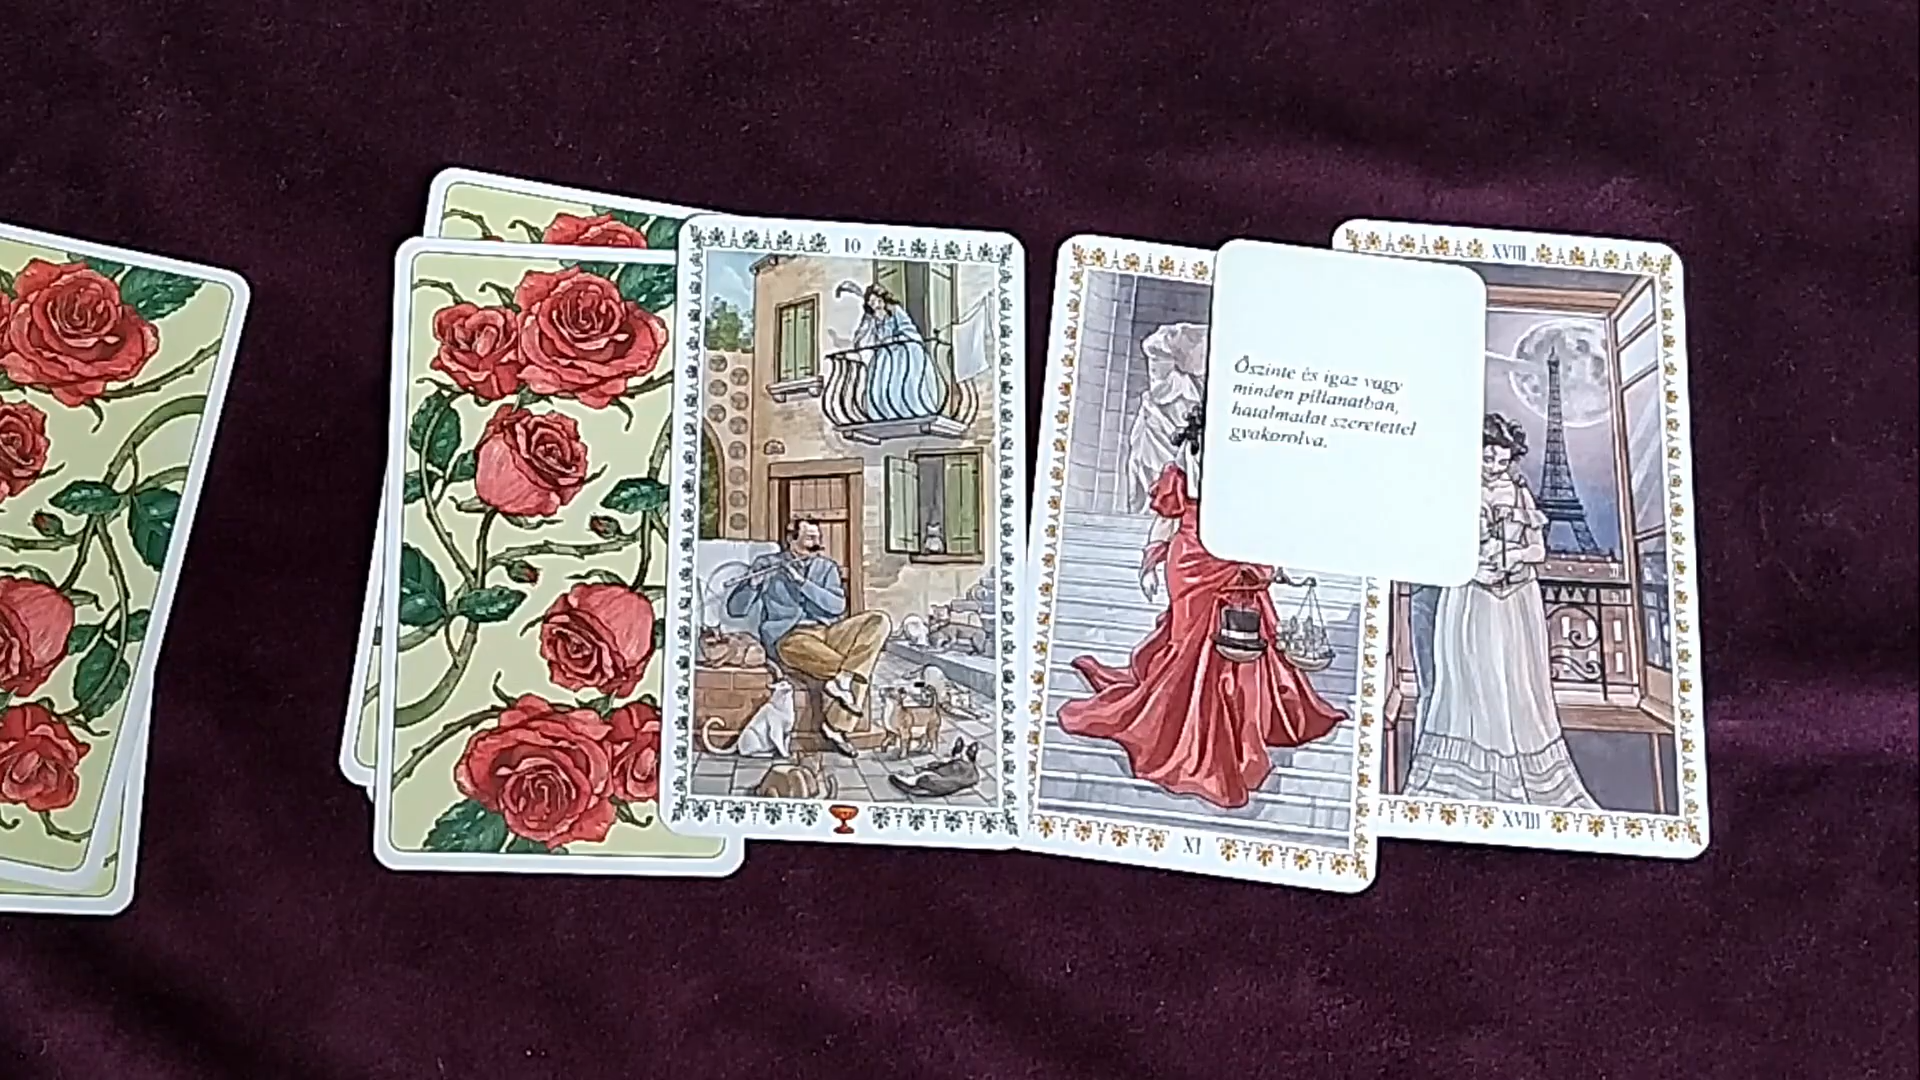 10
XVIII
Őszinte és igaz vagy
minden pillanatban,
hatalmadat szeretettel
gyakorolva.
XI
XVIII